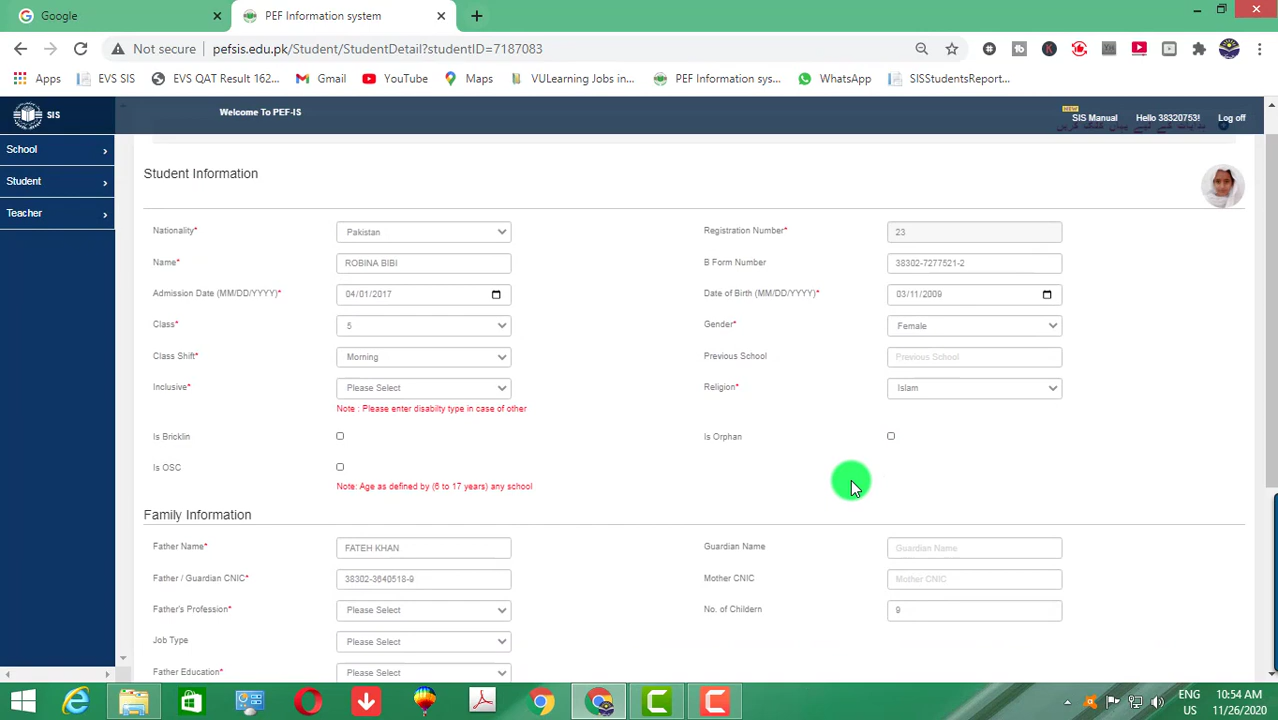 Google
PEF Information system
Not secure pefsis.edu.pk/Student/StudentDetail?studentID=7187083
Apps EVS SIS EVS QAT Result 162... Gmail YouTube Maps VULearning Jobs in... PEF Information sys... WhatsApp SISStudentsReport...
SIS
Welcome To PEF-IS
NEW
SIS Manual Hello 38320753! Log off
School
Student
Teacher
Student Information
Nationality* Pakistan Registration Number* 23
Name* ROBINA BIBI B Form Number 38302-7277521-2
Admission Date (MM/DD/YYYY)* 04/01/2017 Date of Birth (MM/DD/YYYY)* 03/11/2009
Class* 5 Gender* Female
Class Shift* Morning Previous School Previous School
Inclusive* Please Select Religion* Islam
Note : Please enter disabilty type in case of other
Is Bricklin Is Orphan
Is OSC
Note: Age as defined by (6 to 17 years) any school
Family Information
Father Name* FATEH KHAN Guardian Name Guardian Name
Father / Guardian CNIC* 38302-3640518-9 Mother CNIC Mother CNIC
Father's Profession* Please Select No. of Childern 9
Job Type Please Select
Father Education* Please Select
ENG 10:54 AM
US 11/26/2020